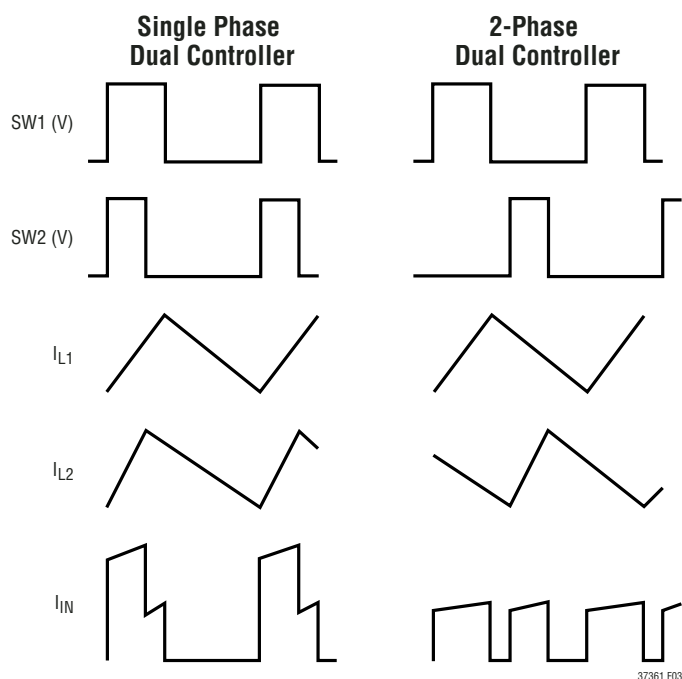 Single Phase
Dual Controller
2-Phase
Dual Controller
SW1 (V)
SW2 (V)
IL1
IL2
IIN
37361 F03